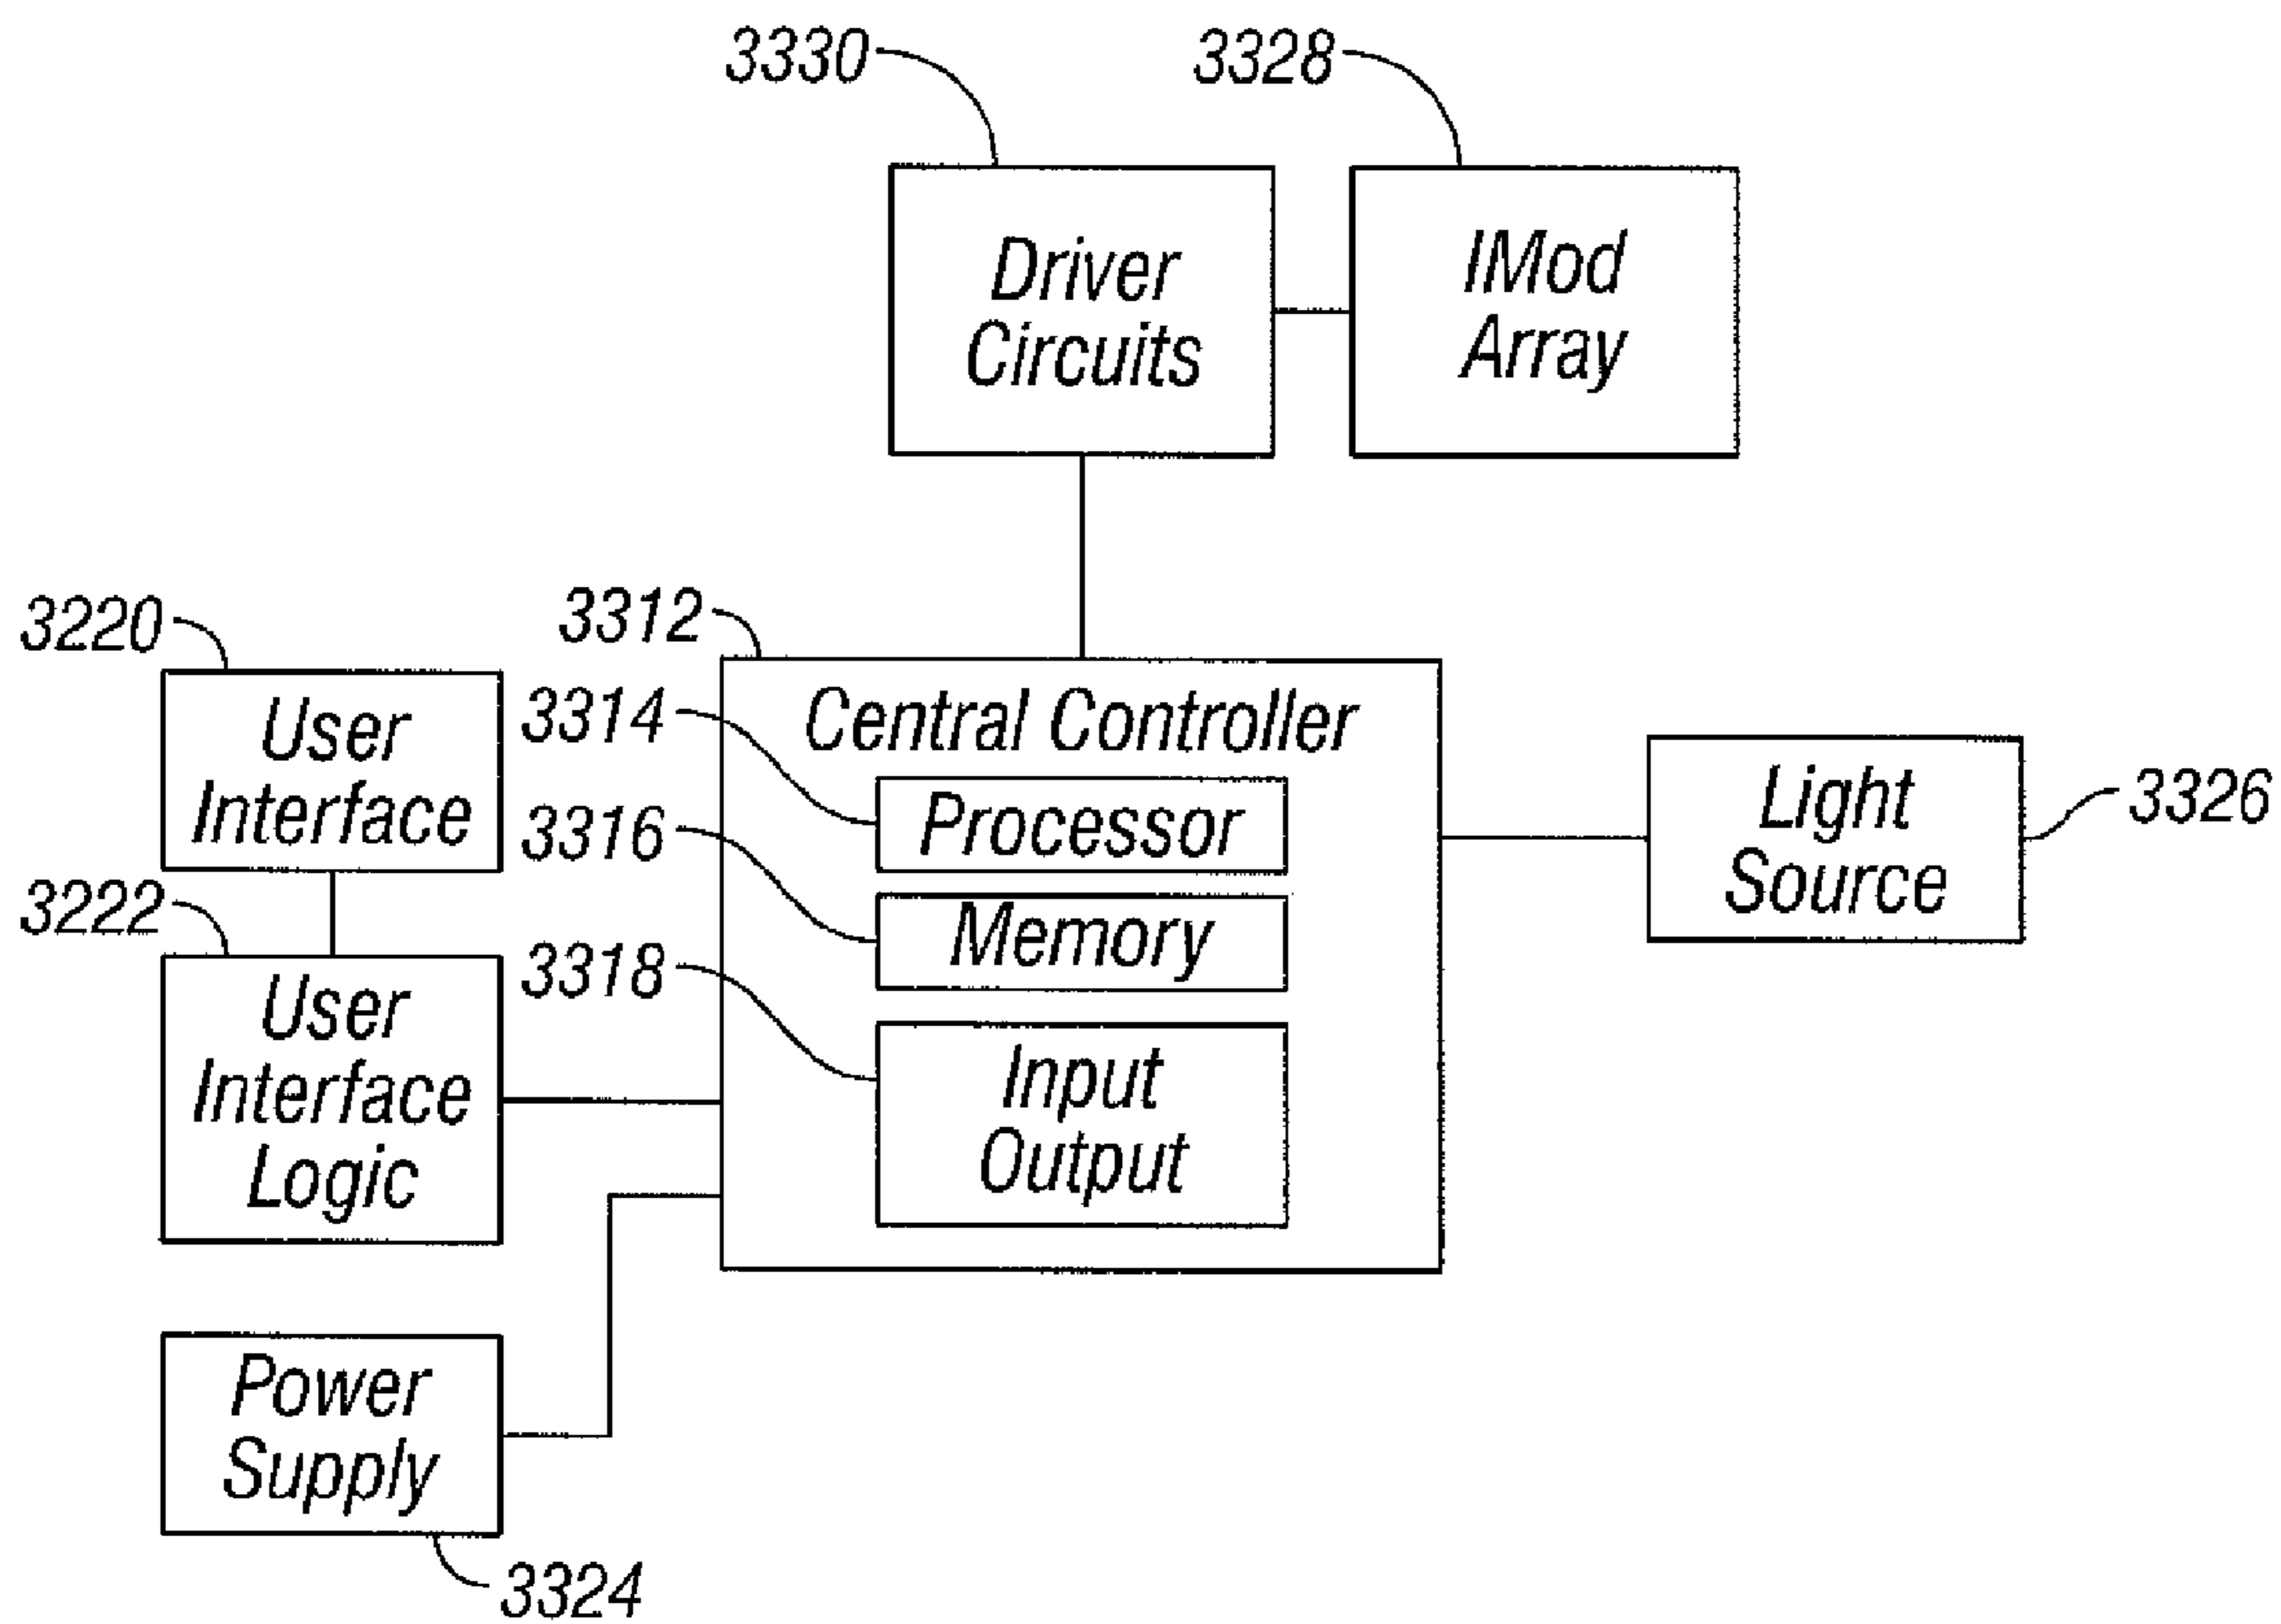 3330
3328
Driver
Circuits
IMod
Array
3220
User
Interface
3222
User
Interface
Logic
3312
Central Controller
3314
Processor
3316
Memory
3318
Input
Output
Light
Source
3326
Power
Supply
3324